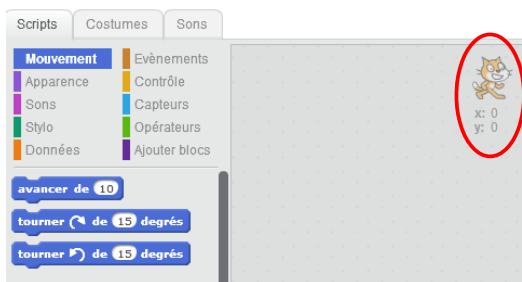 Scripts Costumes Sons
Mouvement Evènements
Apparence Contrôle
Sons Capteurs
Stylo Opérateurs
Données Ajouter blocs
x: 0
y: 0
avancer de 10
tourner de 15 degrés
tourner de 15 degrés